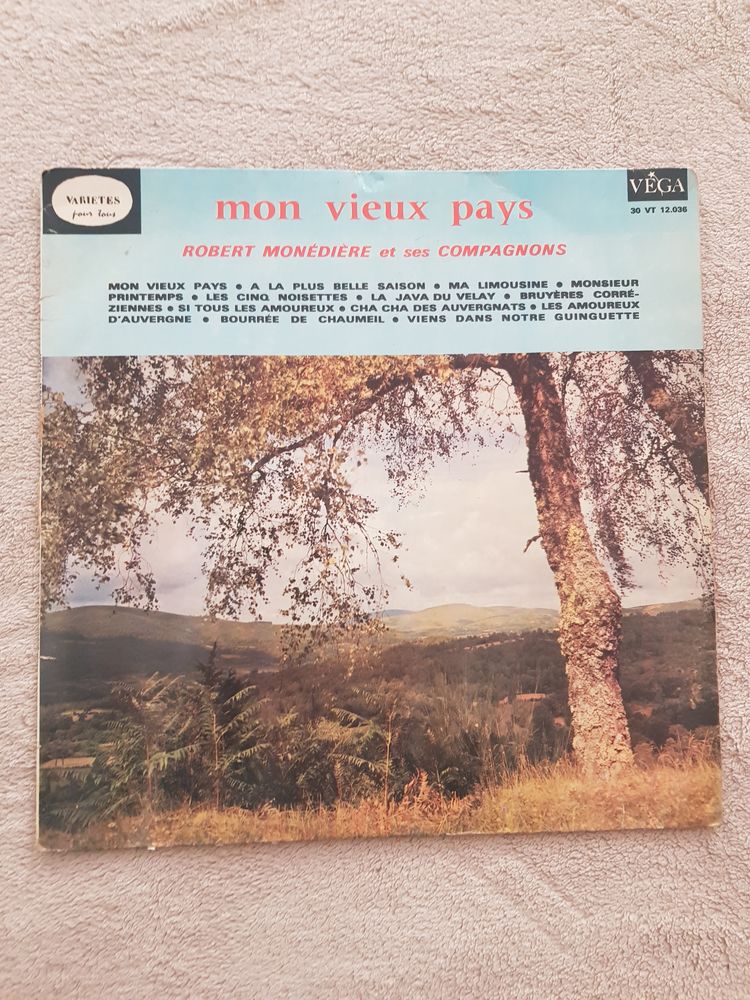 VARIETES
pour tous
VÉGA
30 VT 12.036
mon vieux pays
ROBERT MONÉDIÈRE et ses COMPAGNONS
MON VIEUX PAYS • A LA PLUS BELLE SAISON • MA LIMOUSINE • MONSIEUR
PRINTEMPS • LES CINQ NOISETTES • LA JAVA DU VELAY • BRUYÈRES CORRÉ-
ZIENNES • SI TOUS LES AMOUREUX • CHA CHA DES AUVERGNATS • LES AMOUREUX
D'AUVERGNE • BOURRÉE DE CHAUMEIL • VIENS DANS NOTRE GUINGUETTE